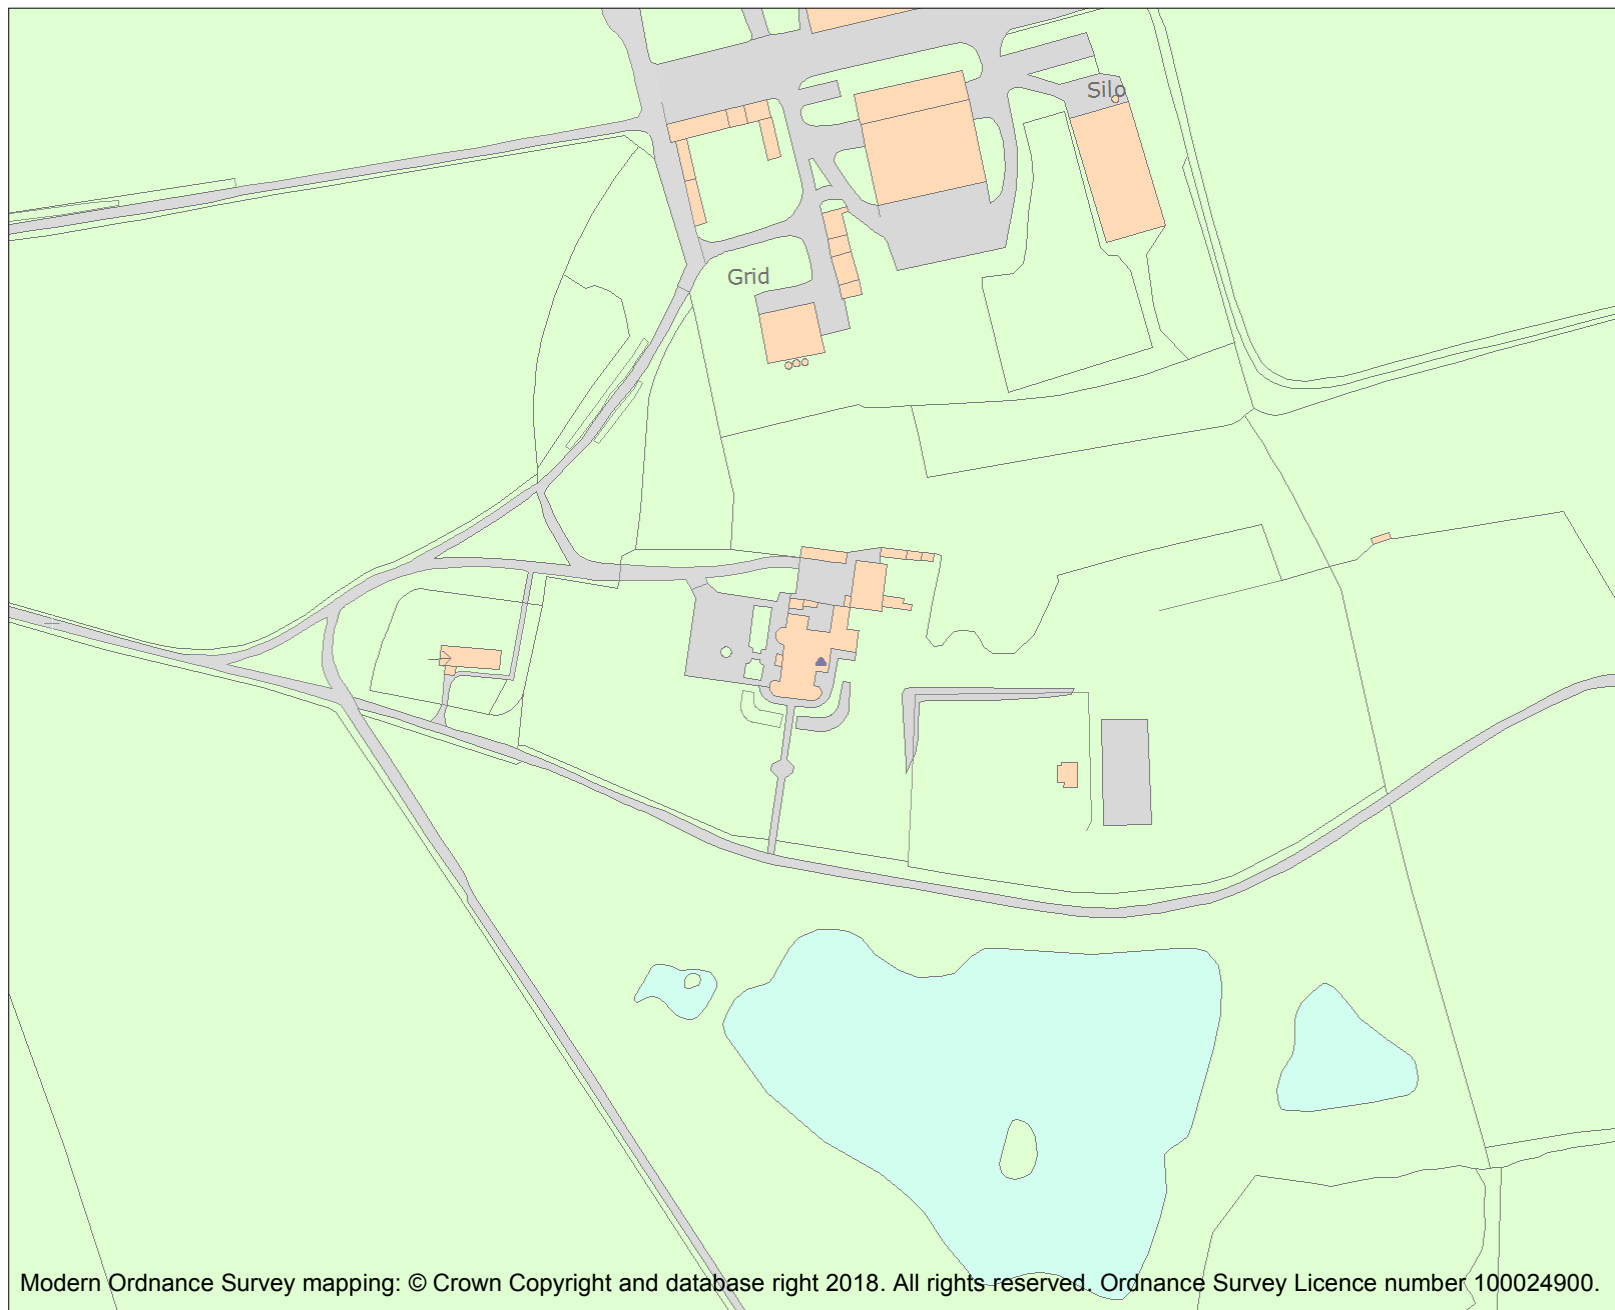 Silo
Grid
Modern Ordnance Survey mapping: © Crown Copyright and database right 2018. All rights reserved. Ordnance Survey Licence number 100024900.